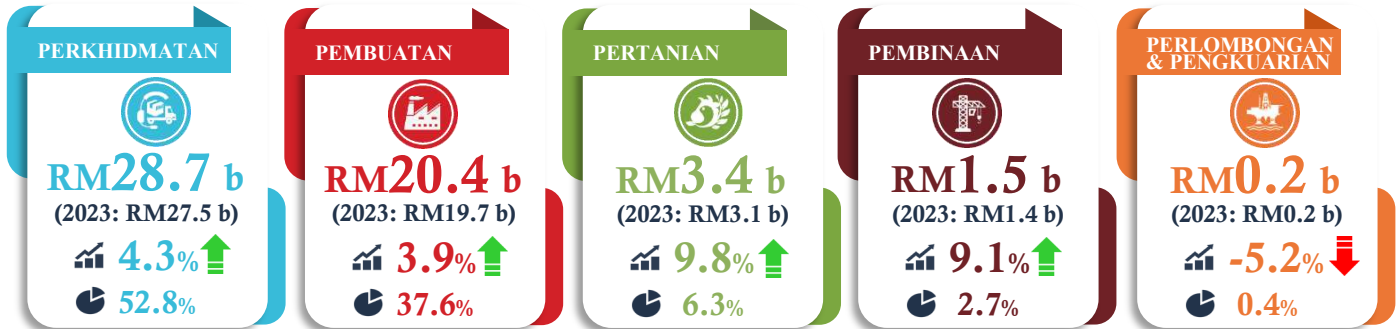 PERKHIDMATAN
RM28.7 b
(2023: RM27.5 b)
4.3%
52.8%
PEMBUATAN
RM20.4 b
(2023: RM19.7 b)
3.9%
37.6%
PERTANIAN
RM3.4 b
(2023: RM3.1 b)
9.8%
6.3%
PEMBINAAN
RM1.5 b
(2023: RM1.4 b)
9.1%
2.7%
PERLOMBONGAN
& PENGKUARIAN
RM0.2 b
(2023: RM0.2 b)
-5.2%
0.4%